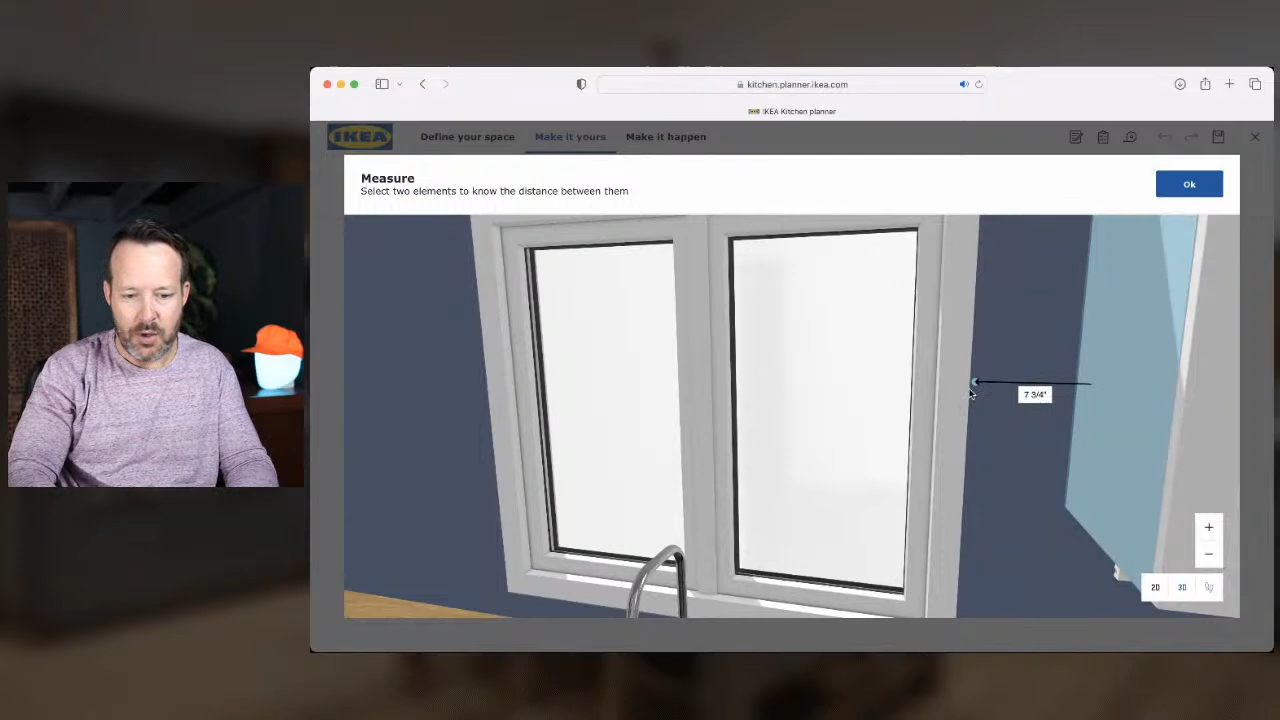 kitchen.planner.ikea.com
IKEA Kitchen planner
IKEA
Define your space
Make it yours
Make it happen
Measure
Select two elements to know the distance between them
Ok
7 3/4"
+
−
2D
3D